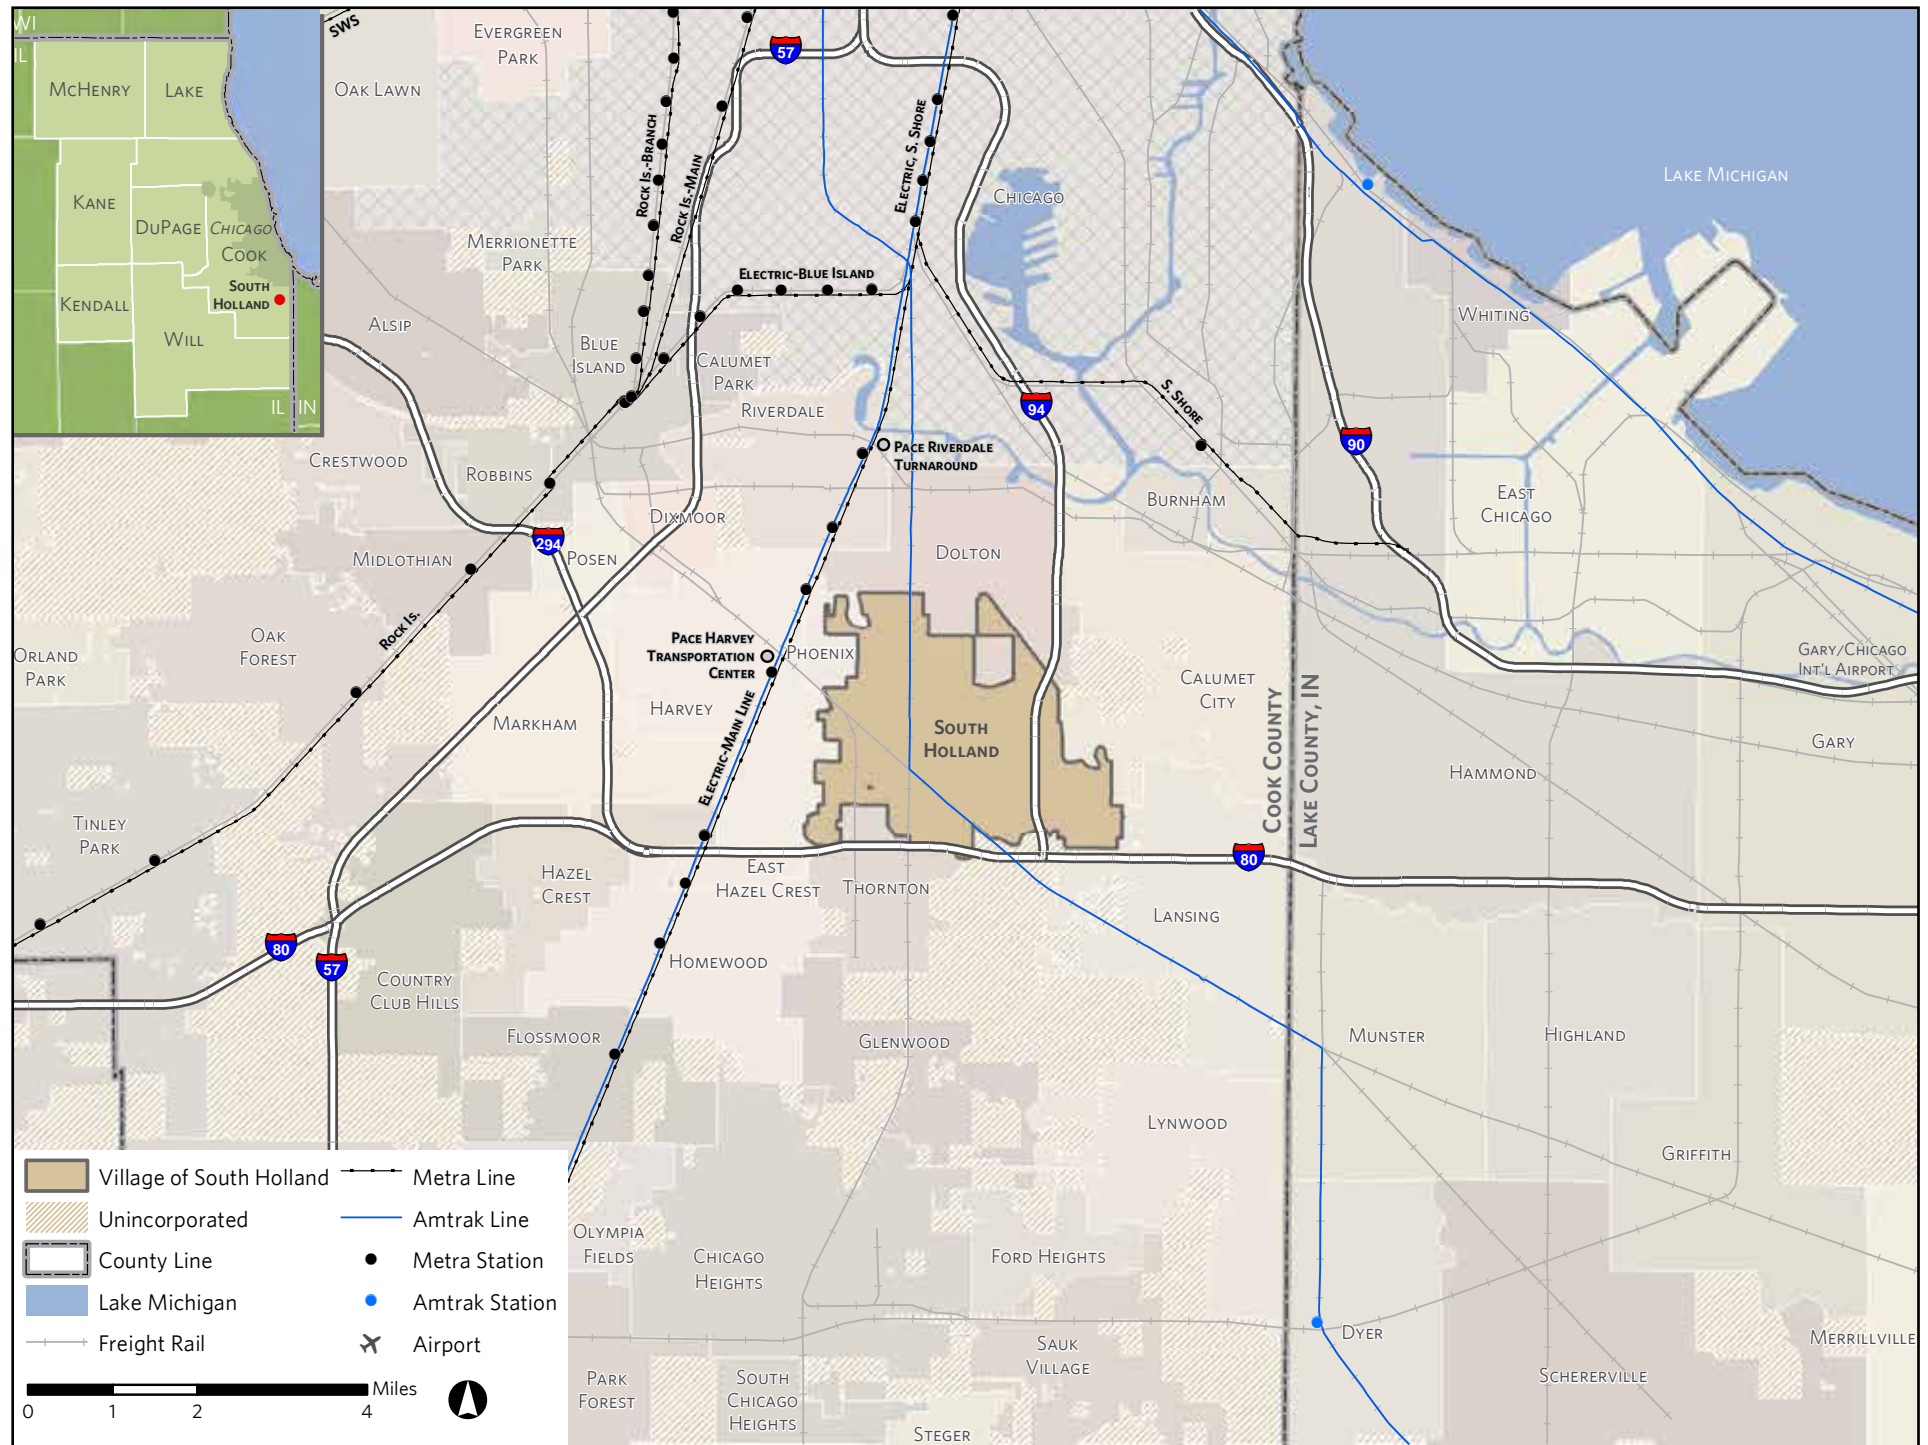 WI
IL
McHenry
Lake
Kane
DuPage
Chicago
Cook
South
Holland
Kendall
Will
IL
IN
SWS
Evergreen
Park
Oak Lawn
57
Rock Is.-Branch
Rock Is.-Main
Electric, S. Shore
Chicago
Lake Michigan
Merrionette
Park
Electric-Blue Island
Alsip
Blue
Island
Calumet
Park
Riverdale
Whiting
94
S. Shore
90
Pace Riverdale
Turnaround
Crestwood
Robbins
Burnham
East
Chicago
Dixmoor
294
Posen
Midlothian
Dolton
Rock Is.
Oak
Forest
Orland
Park
Pace Harvey
Transportation
Center
Phoenix
Gary/Chicago
Int'l Airport
Calumet
City
Harvey
Markham
Electric-Main Line
South
Holland
Cook County
Lake County, IN
Gary
Hammond
Tinley
Park
80
Hazel
Crest
East
Hazel Crest
Thornton
Lansing
80
57
Homewood
Country
Club Hills
Flossmoor
Glenwood
Munster
Highland
Lynwood
Griffith
Olympia
Fields
Chicago
Heights
Ford Heights
Dyer
Sauk
Village
Merrillville
Schererville
Park
Forest
South
Chicago
Heights
Steger
Village of South Holland
Unincorporated
County Line
Lake Michigan
Freight Rail
Metra Line
Amtrak Line
Metra Station
Amtrak Station
Airport
Miles
0 1 2 4